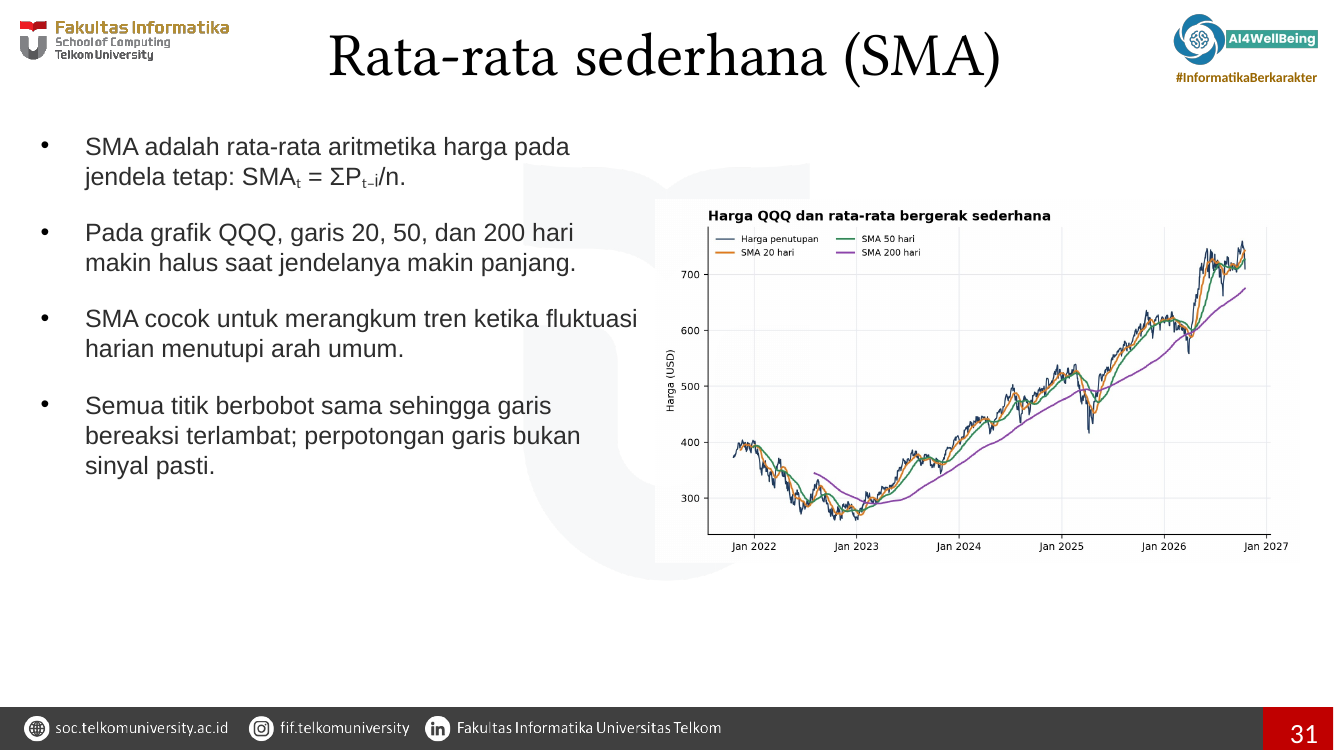 Fakultas Informatika
School of Computing
Telkom University
Rata-rata sederhana (SMA)
AI4WellBeing
#InformatikaBerkarakter
• SMA adalah rata-rata aritmetika harga pada
jendela tetap: SMAₜ = ΣPₜ₋ᵢ/n.
• Pada grafik QQQ, garis 20, 50, dan 200 hari
makin halus saat jendelanya makin panjang.
• SMA cocok untuk merangkum tren ketika fluktuasi
harian menutupi arah umum.
• Semua titik berbobot sama sehingga garis
bereaksi terlambat; perpotongan garis bukan
sinyal pasti.
Harga QQQ dan rata-rata bergerak sederhana
Harga penutupan
SMA 20 hari
SMA 50 hari
SMA 200 hari
Harga (USD)
700
600
500
400
300
Jan 2022 Jan 2023 Jan 2024 Jan 2025 Jan 2026 Jan 2027
soc.telkomuniversity.ac.id fif.telkomuniversity Fakultas Informatika Universitas Telkom
31